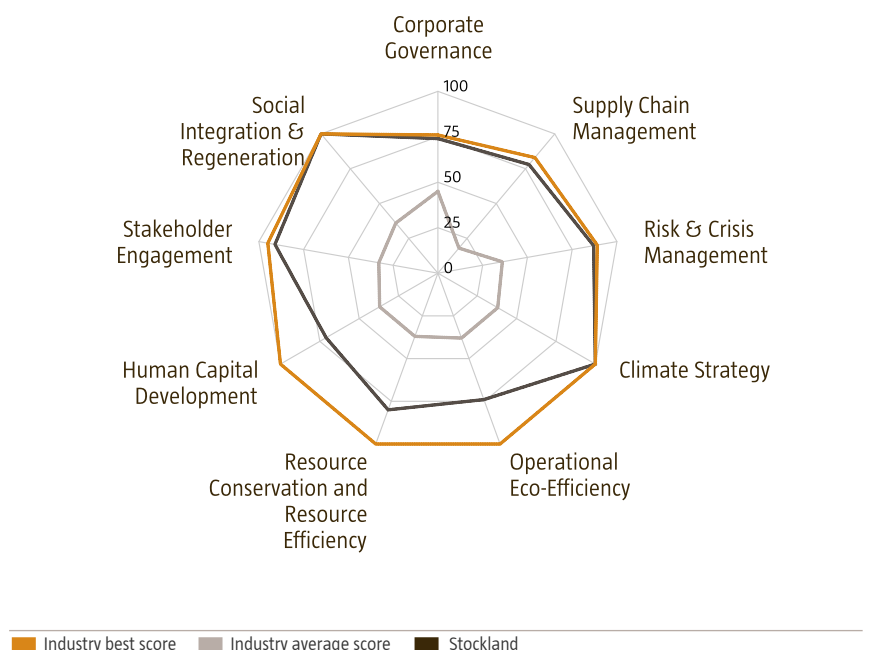 Corporate
Governance
Social
Integration &
Regeneration
Supply Chain
Management
100
75
50
25
0
Stakeholder
Engagement
Risk & Crisis
Management
Human Capital
Development
Climate Strategy
Resource
Conservation and
Resource
Efficiency
Operational
Eco-Efficiency
Industry best score
Industry average score
Stockland